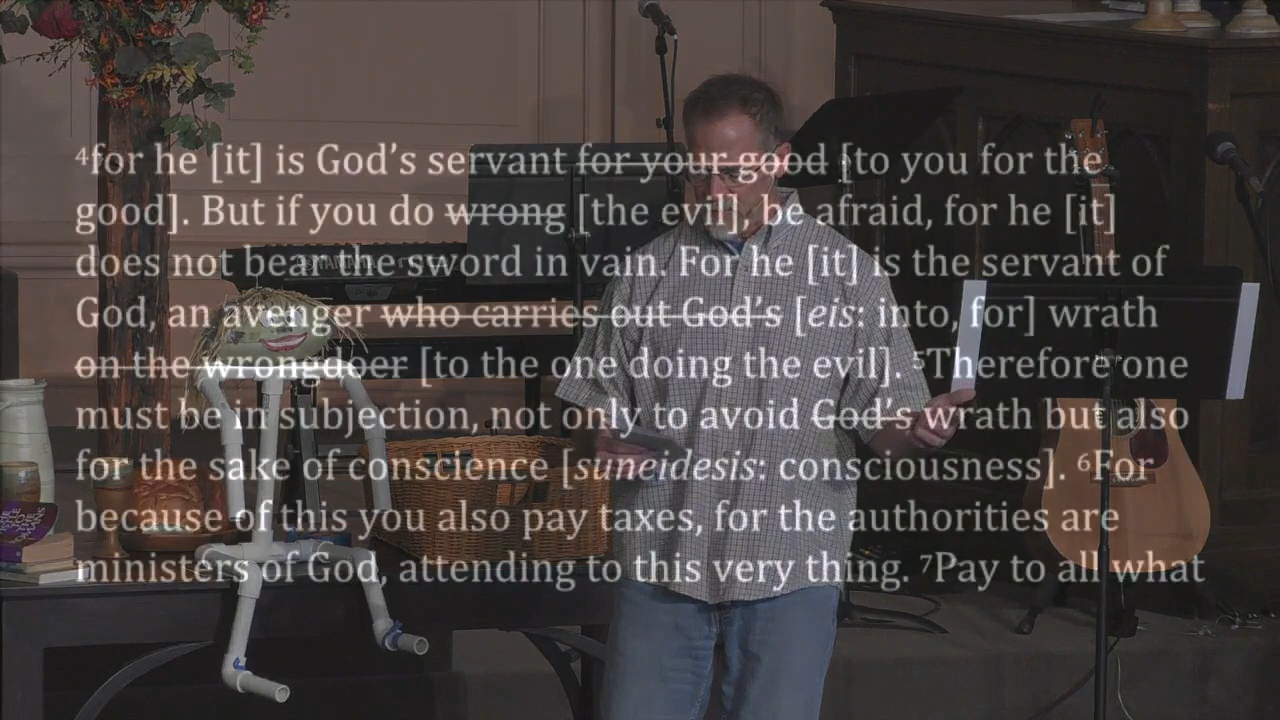 ⁴for he [it] is God’s servant for your good [to you for the
good]. But if you do wrong [the evil], be afraid, for he [it]
does not bear the sword in vain. For he [it] is the servant of
God, an avenger who carries out God’s [eis: into, for] wrath
on the wrongdoer [to the one doing the evil]. ⁵Therefore one
must be in subjection, not only to avoid God’s wrath but also
for the sake of conscience [suneidesis: consciousness]. ⁶For
because of this you also pay taxes, for the authorities are
ministers of God, attending to this very thing. ⁷Pay to all what
YAMAHA